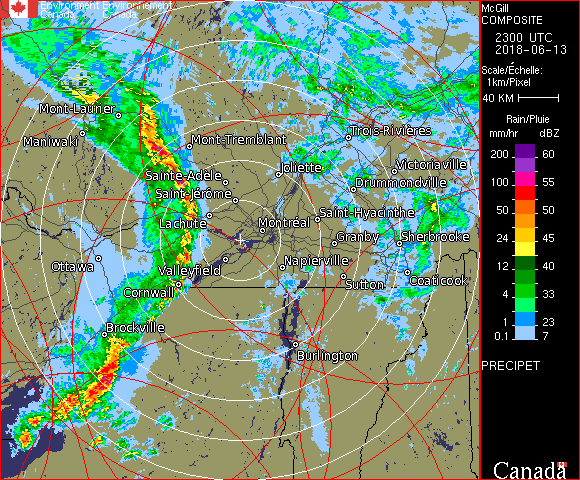 Environment Environnement
Canada Canada
Mont-Laurier
Maniwaki
Mont-Tremblant
Trois-Rivières
Sainte-Adèle
Joliette
Victoriaville
Saint-Jérôme
Drummondville
Lachute
Montréal
Saint-Hyacinthe
Granby
Sherbrooke
Ottawa
Valleyfield
Napierville
Cornwall
Sutton
Coaticook
Brockville
Burlington
McGill
COMPOSITE
2300 UTC
2018-06-13
Scale/Échelle:
1km/Pixel
40 KM
Rain/Pluie
mm/hr dBZ
200 60
100 55
50 50
24 45
12 40
4 33
1 23
0.1 7
PRECIPET
Canada